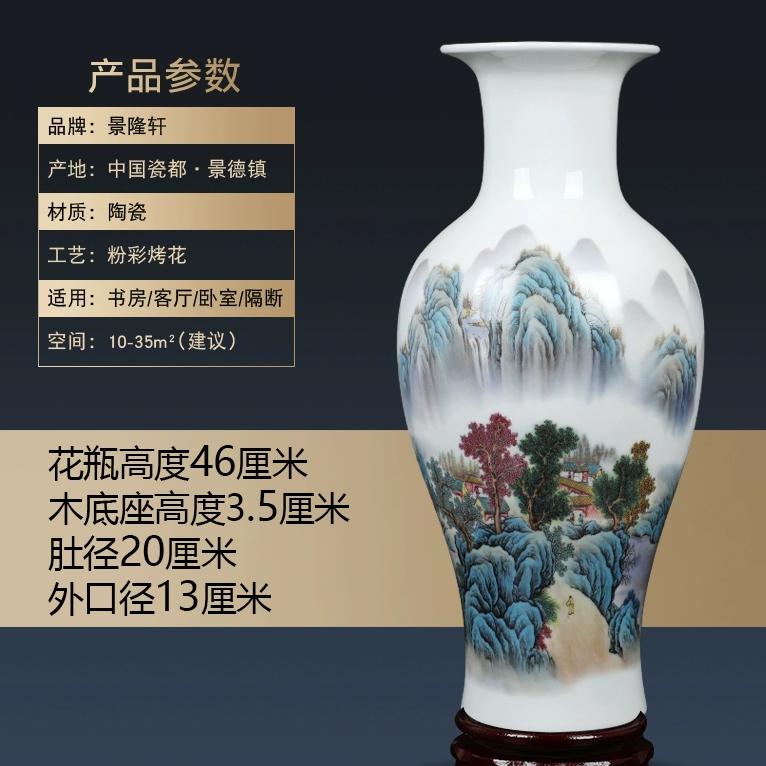 产品参数
品牌：景隆轩
产地：中国瓷都·景德镇
材质：陶瓷
工艺：粉彩烤花
适用：书房/客厅/卧室/隔断
空间：10-35m²(建议)
花瓶高度46厘米
木底座高度3.5厘米
肚径20厘米
外口径13厘米